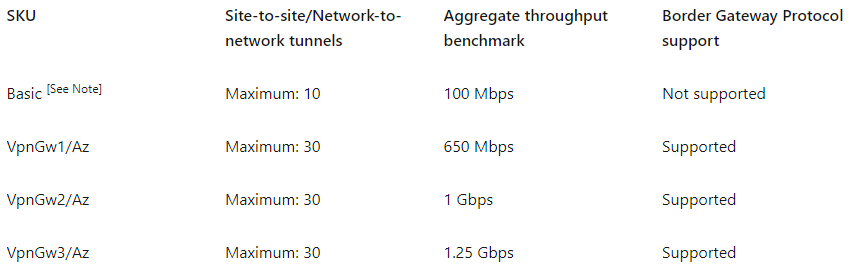 SKU Site-to-site/Network-to-network tunnels Aggregate throughput benchmark Border Gateway Protocol support
Basic [See Note] Maximum: 10 100 Mbps Not supported
VpnGw1/Az Maximum: 30 650 Mbps Supported
VpnGw2/Az Maximum: 30 1 Gbps Supported
VpnGw3/Az Maximum: 30 1.25 Gbps Supported